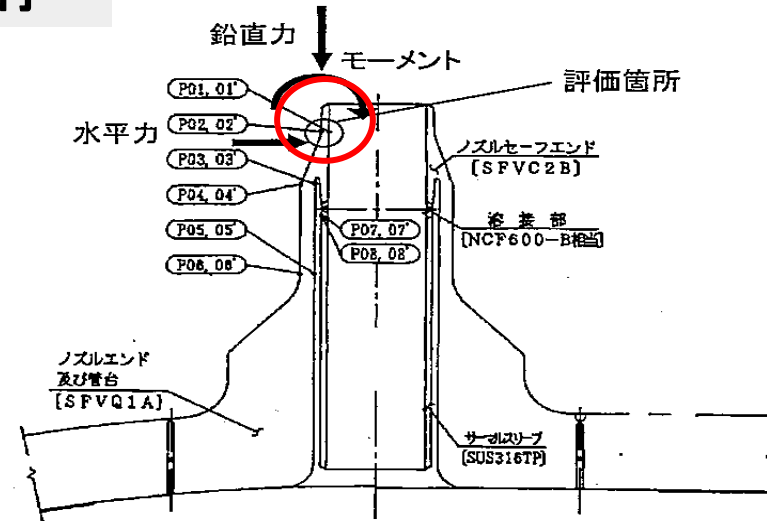 鉛直力
モーメント
評価箇所
P01, 01'
P02, 02'
水平力
P03, 03'
P04, 04'
P05, 05'
P06, 06'
ノズルセーフエンド
[SFVC2B]
溶接部
[NCF600-B相当]
P07, 07'
P08, 08'
ノズルエンド
及び管台
[SFVQ1A]
サーマルスリーブ
[SUS316TP]